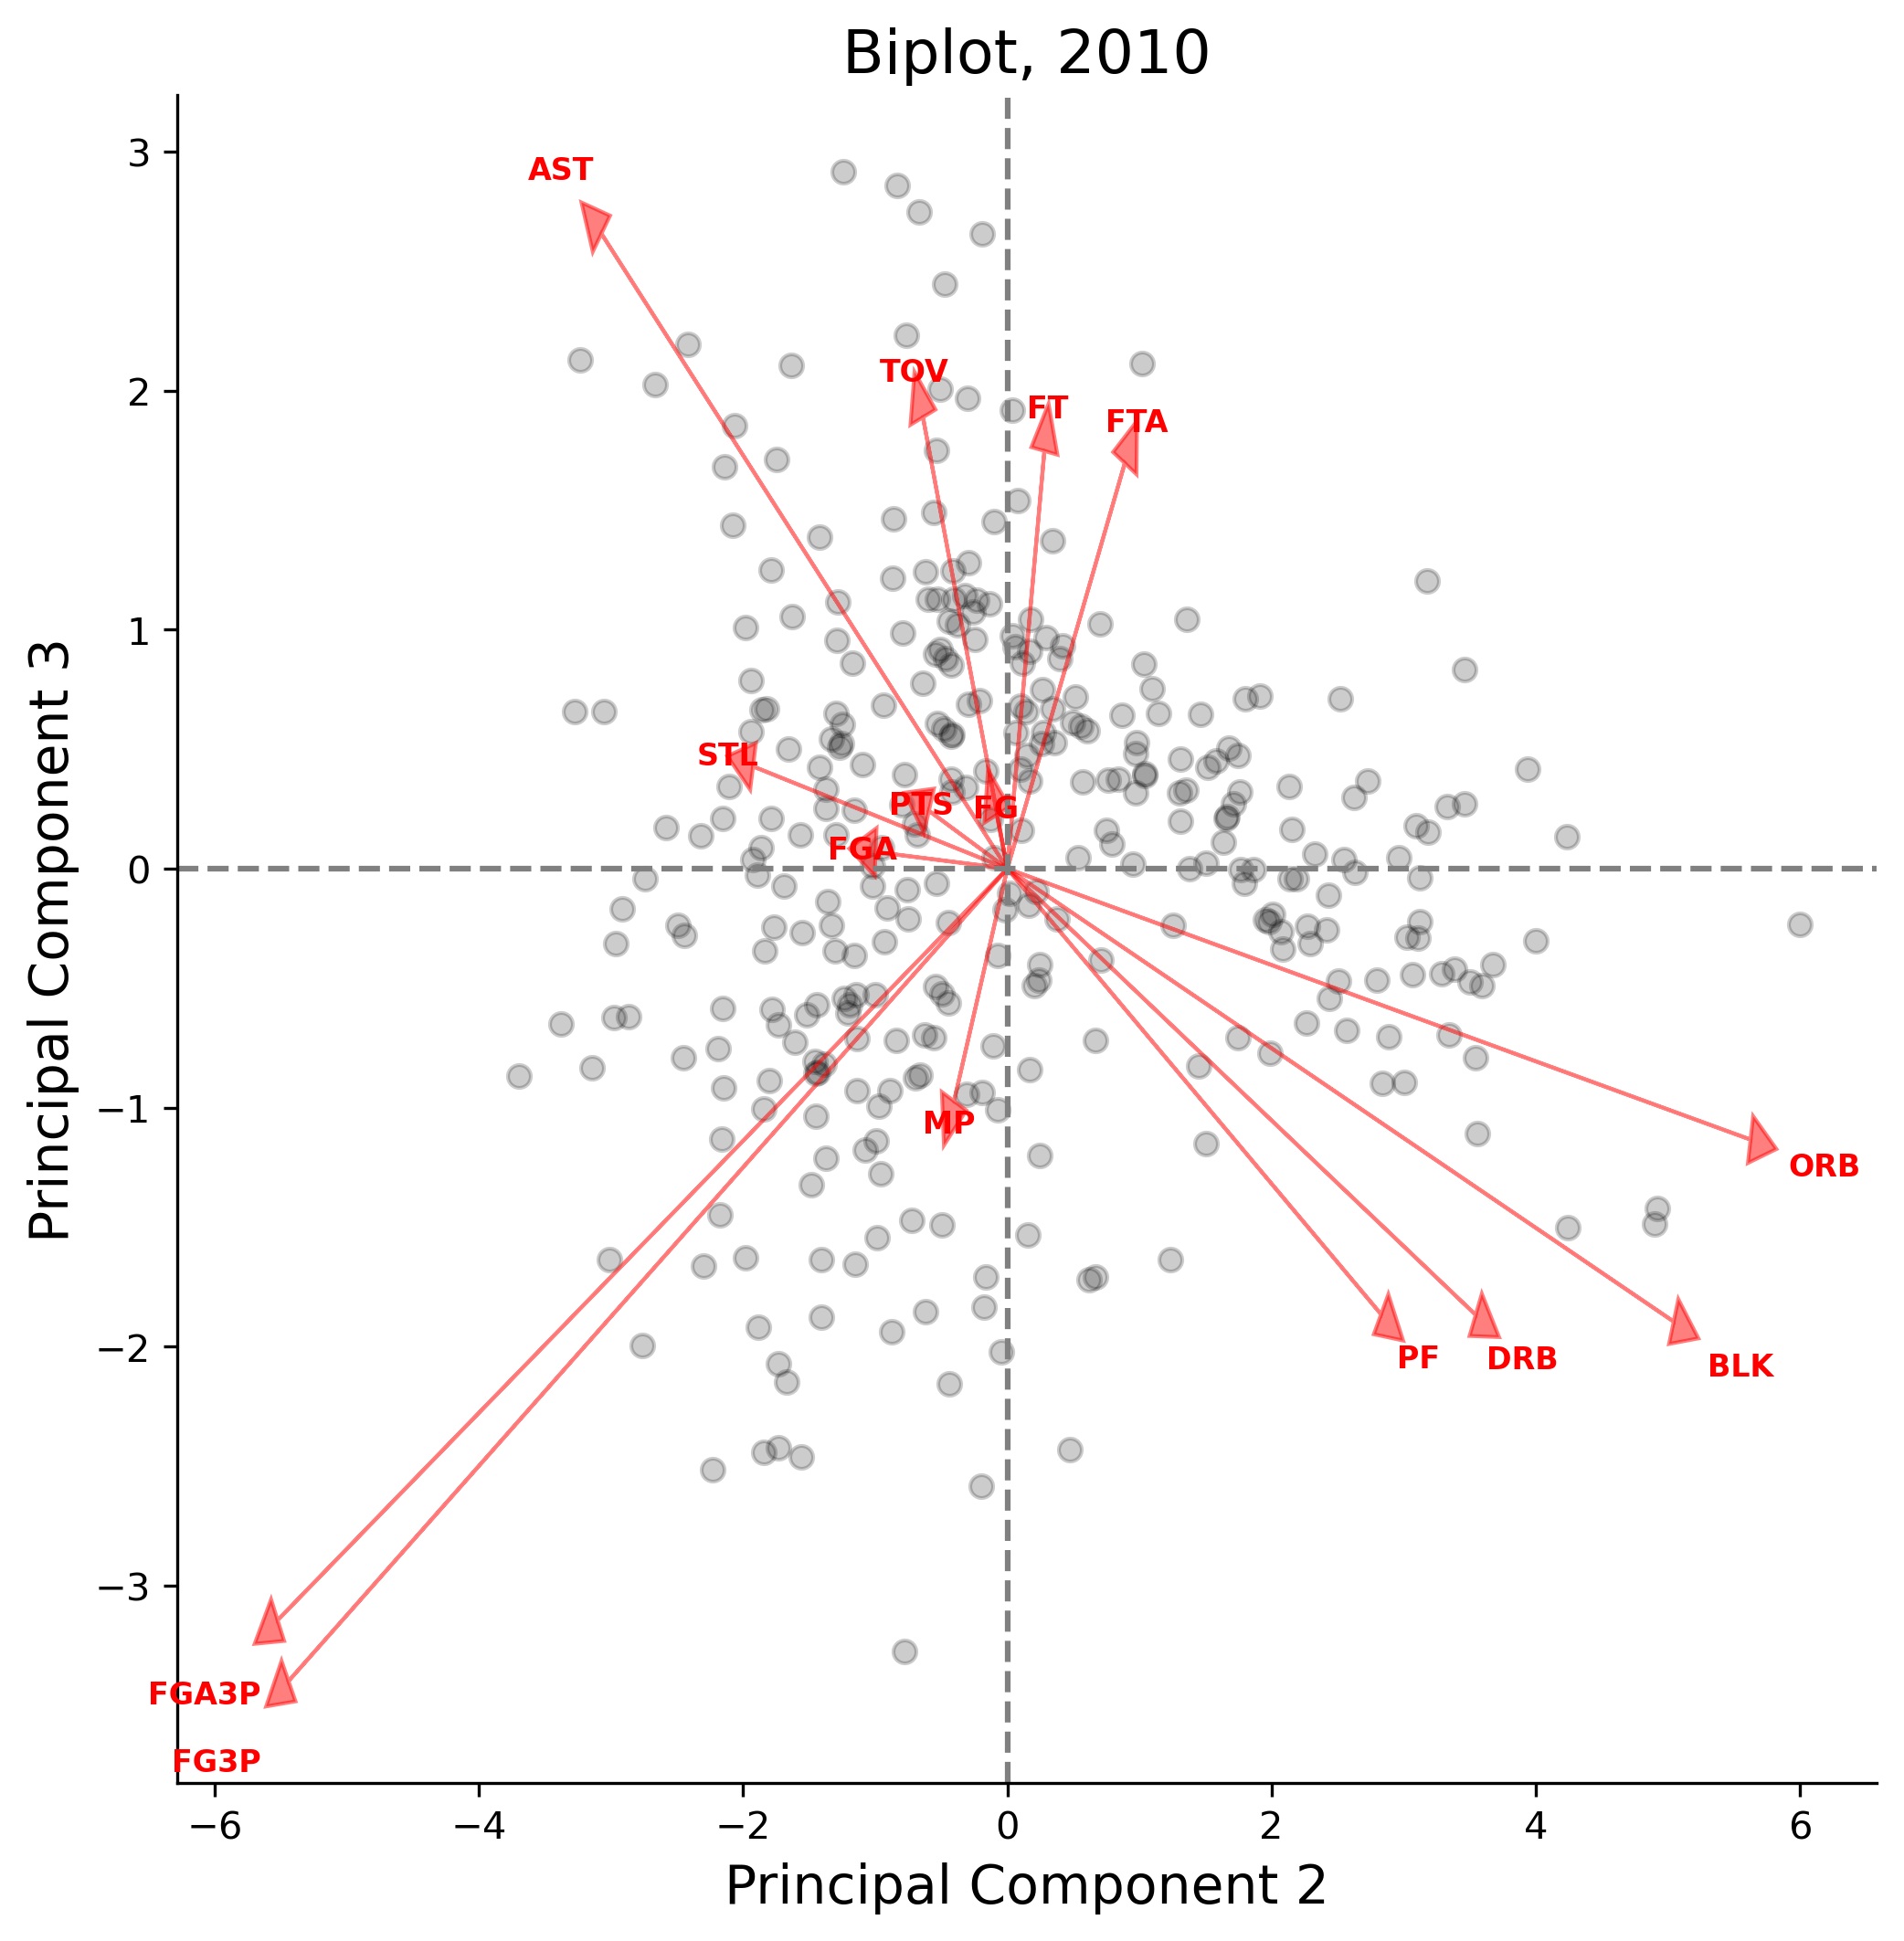 Biplot, 2010
3
AST
TOV
2
FT
FTA
1
STL
PTS
FG
FGA
0
−1
MP
ORB
PF
DRB
BLK
−2
−3
FGA3P
FG3P
−6
−4
−2
0
2
4
6
Principal Component 2
Principal Component 3